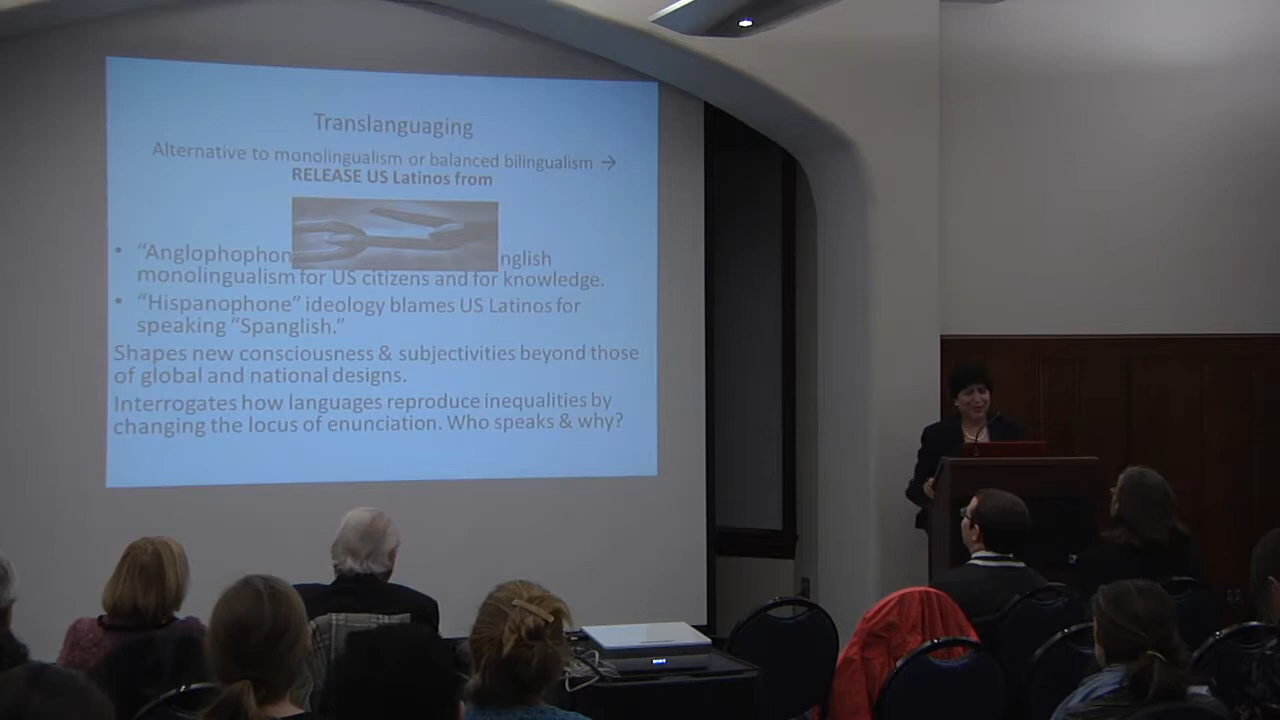 Translanguaging
Alternative to monolingualism or balanced bilingualism →
RELEASE US Latinos from
• “Anglophophon nglish
monolingualism for US citizens and for knowledge.
• “Hispanophone” ideology blames US Latinos for
speaking “Spanglish.”
Shapes new consciousness & subjectivities beyond those
of global and national designs.
Interrogates how languages reproduce inequalities by
changing the locus of enunciation. Who speaks & why?
SONY